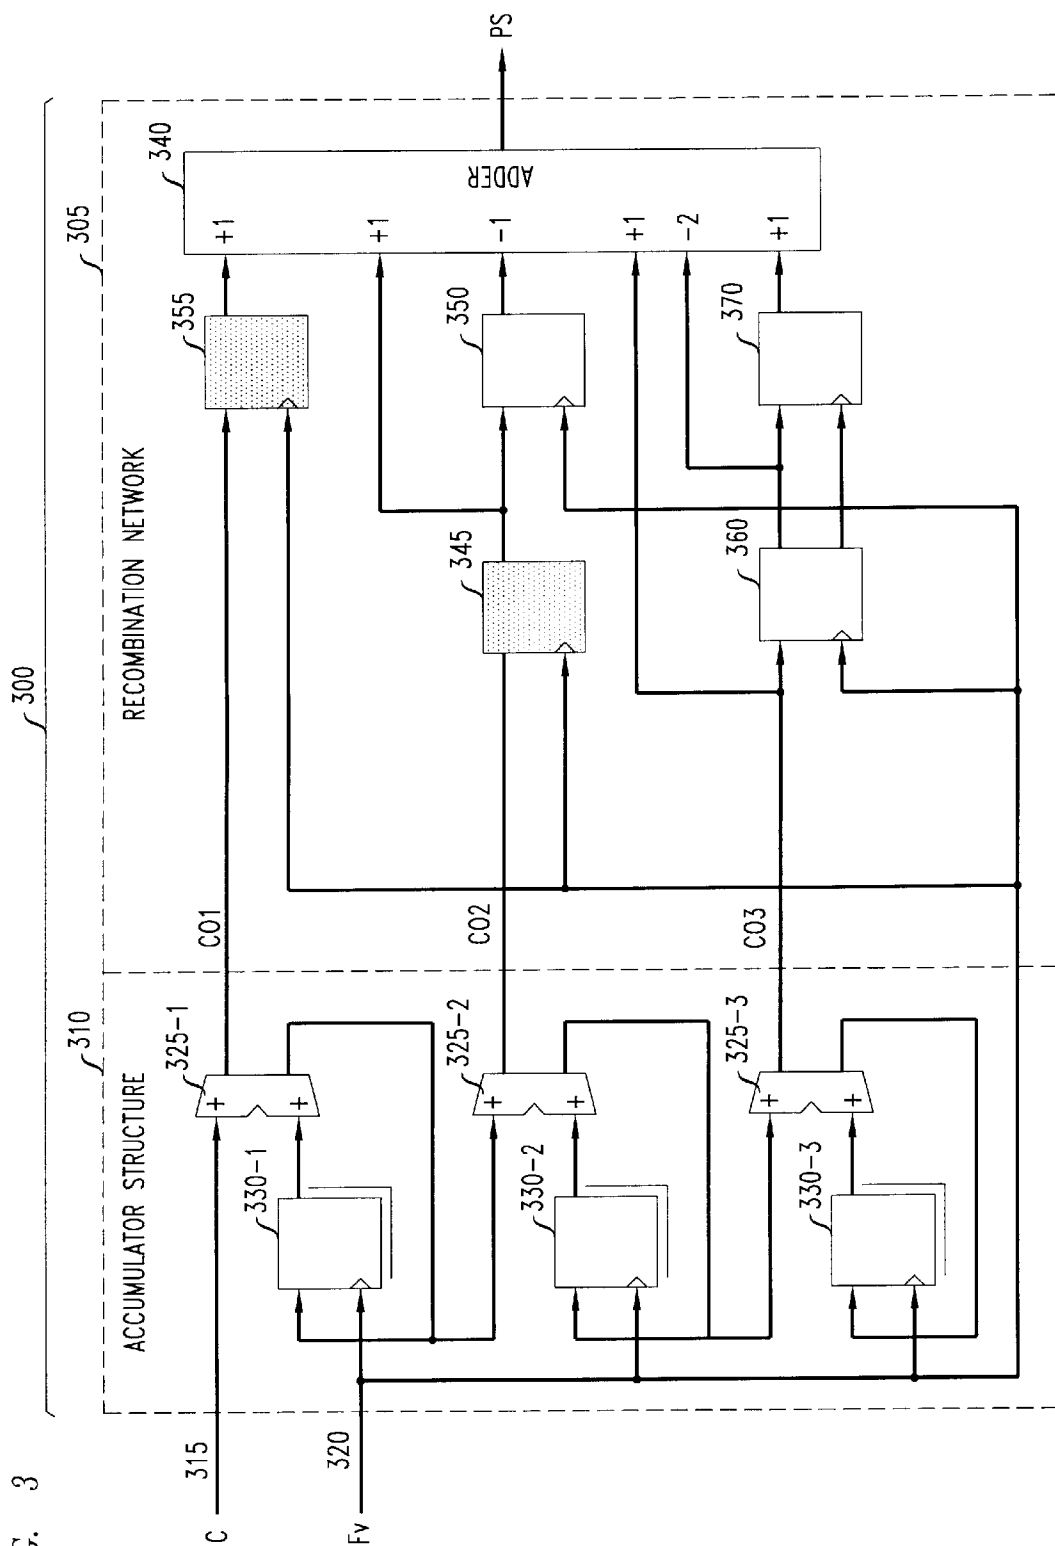 G. 3
300
310
305
ACCUMULATOR STRUCTURE
RECOMBINATION NETWORK
C
315
Fv
320
325-1
+
+
330-1
CO1
355
+1
340
ADDER
PS
325-2
+
+
330-2
CO2
345
+1
350
-1
325-3
+
+
330-3
CO3
360
+1
-2
370
+1